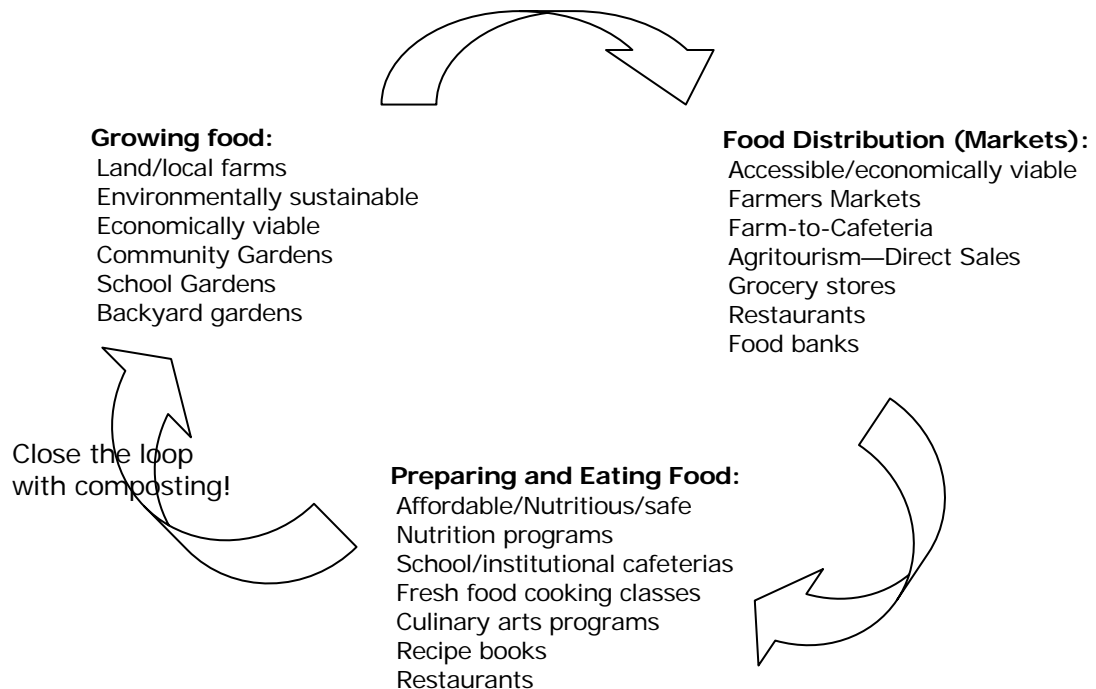 Growing food:
Land/local farms
Environmentally sustainable
Economically viable
Community Gardens
School Gardens
Backyard gardens
Food Distribution (Markets):
Accessible/economically viable
Farmers Markets
Farm-to-Cafeteria
Agritourism—Direct Sales
Grocery stores
Restaurants
Food banks
Preparing and Eating Food:
Affordable/Nutritious/safe
Nutrition programs
School/institutional cafeterias
Fresh food cooking classes
Culinary arts programs
Recipe books
Restaurants
Close the loop
with composting!